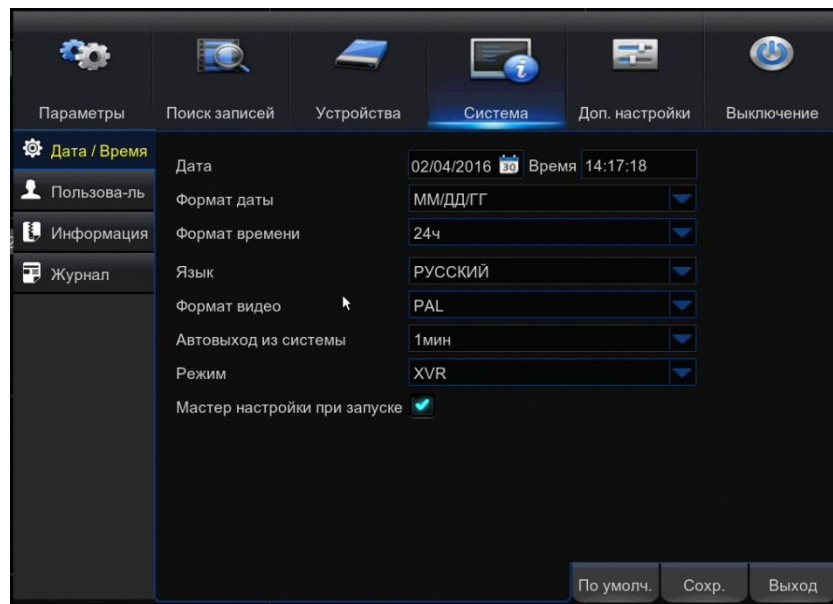 Параметры Поиск записей Устройства Система Доп. настройки Выключение
Дата / Время
Пользова-ль
Информация
Журнал
Дата 02/04/2016 30 Время 14:17:18
Формат даты ММ/ДД/ГГ
Формат времени 24ч
Язык РУССКИЙ
Формат видео PAL
Автовыход из системы 1мин
Режим XVR
Мастер настройки при запуске
По умолч. Сохр. Выход